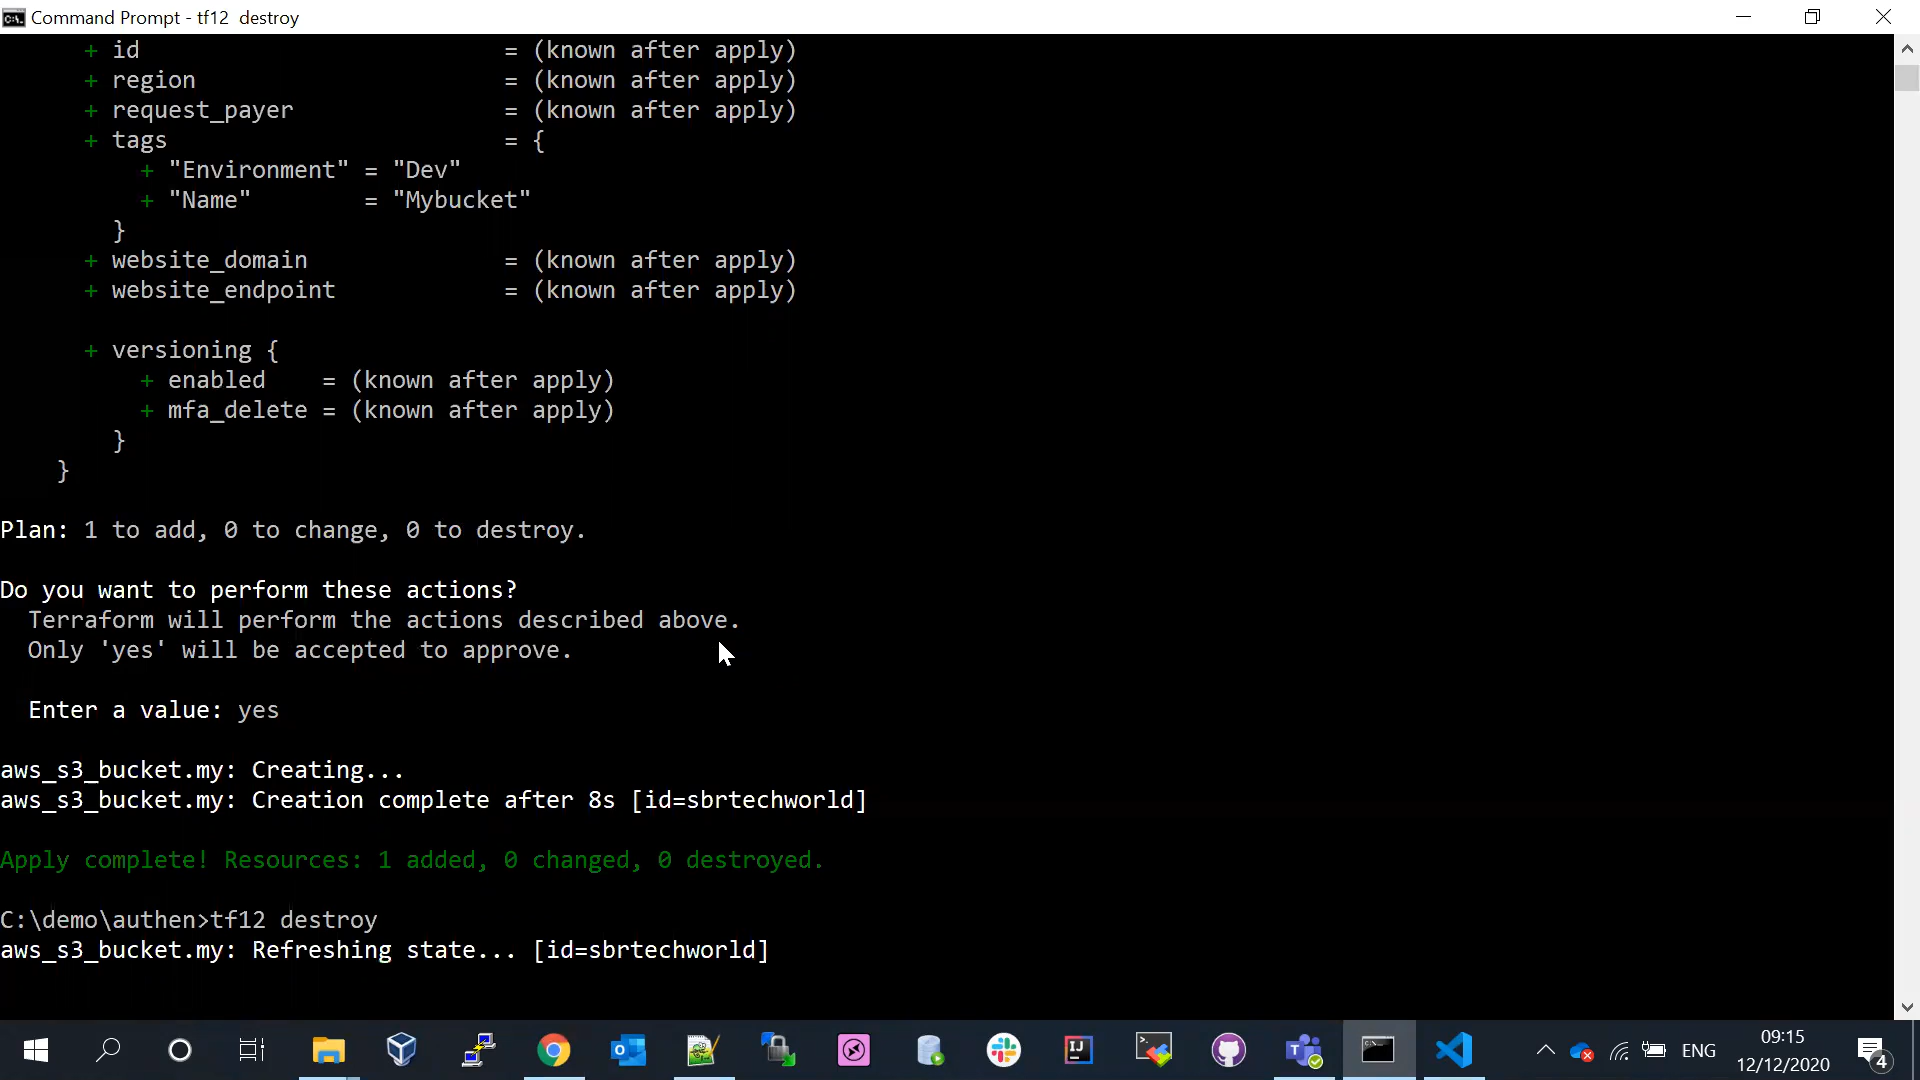 Command Prompt - tf12  destroy
+ id                          = (known after apply)
+ region                      = (known after apply)
+ request_payer               = (known after apply)
+ tags                        = {
+ "Environment" = "Dev"
+ "Name"        = "Mybucket"
}
+ website_domain              = (known after apply)
+ website_endpoint            = (known after apply)
+ versioning {
+ enabled    = (known after apply)
+ mfa_delete = (known after apply)
}
}
Plan: 1 to add, 0 to change, 0 to destroy.
Do you want to perform these actions?
Terraform will perform the actions described above.
Only 'yes' will be accepted to approve.
Enter a value: yes
aws_s3_bucket.my: Creating...
aws_s3_bucket.my: Creation complete after 8s [id=sbrtechworld]
Apply complete! Resources: 1 added, 0 changed, 0 destroyed.
C:\demo\authen>tf12 destroy
aws_s3_bucket.my: Refreshing state... [id=sbrtechworld]
ENG
09:15
12/12/2020
4